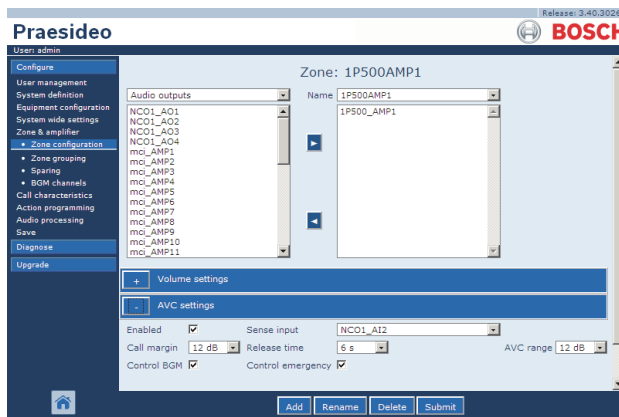 Release: 3.40.3026
Praesideo
BOSCH
User: admin
Configure
User management
System definition
Equipment configuration
System wide settings
Zone & amplifier
• Zone configuration
• Zone grouping
• Sparing
• BGM channels
Call characteristics
Action programming
Audio processing
Save
Diagnose
Upgrade
Zone: 1P500AMP1
Audio outputs
Name 1P500AMP1
NCO1_AO1
NCO1_AO2
NCO1_AO3
NCO1_AO4
mci_AMP1
mci_AMP2
mci_AMP3
mci_AMP4
mci_AMP5
mci_AMP6
mci_AMP7
mci_AMP8
mci_AMP9
mci_AMP10
mci_AMP11
1P500_AMP1
+ Volume settings
- AVC settings
Enabled Sense input NCO1_AI2
Call margin 12 dB Release time 6 s AVC range 12 dB
Control BGM Control emergency
Add Rename Delete Submit